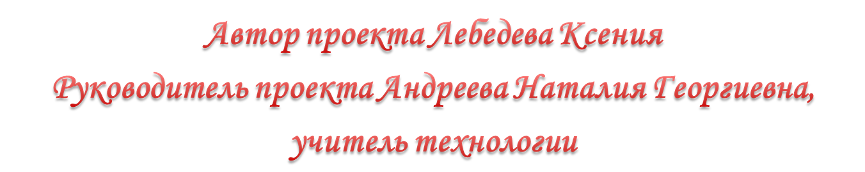 Автор проекта Лебедева Ксения
Руководитель проекта Андреева Наталия Георгиевна,
учитель технологии